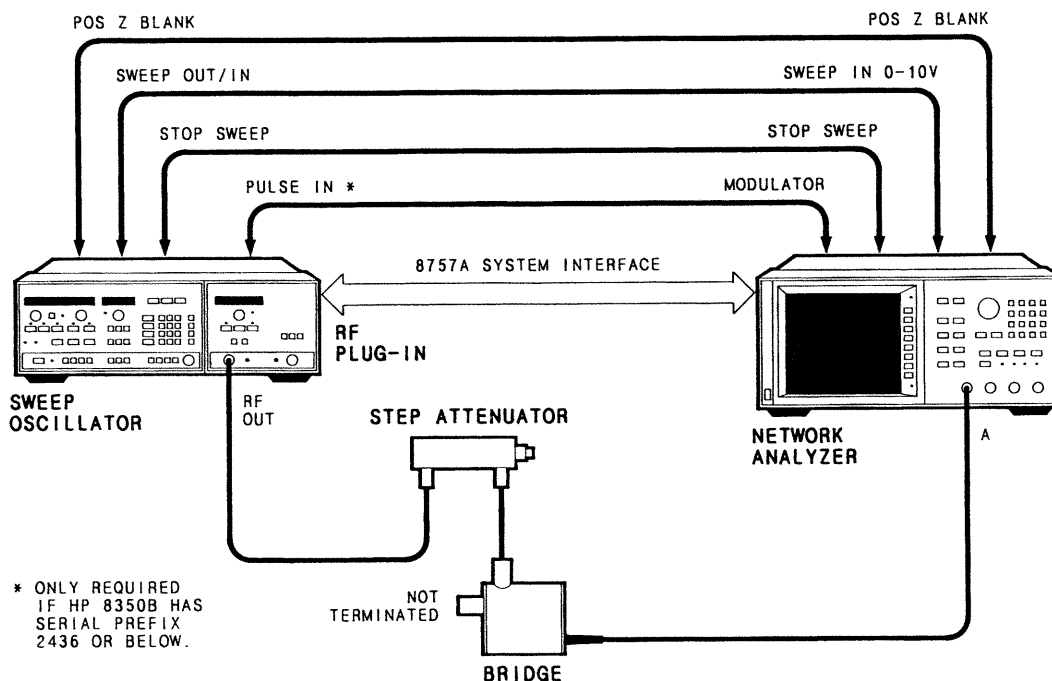 POS Z BLANK
POS Z BLANK
SWEEP OUT/IN
SWEEP IN 0-10V
STOP SWEEP
STOP SWEEP
PULSE IN *
MODULATOR
8757A SYSTEM INTERFACE
RF
PLUG-IN
SWEEP
OSCILLATOR
RF
OUT
STEP ATTENUATOR
NETWORK
ANALYZER
A
* ONLY REQUIRED
IF HP 8350B HAS
SERIAL PREFIX
2436 OR BELOW.
NOT
TERMINATED
BRIDGE